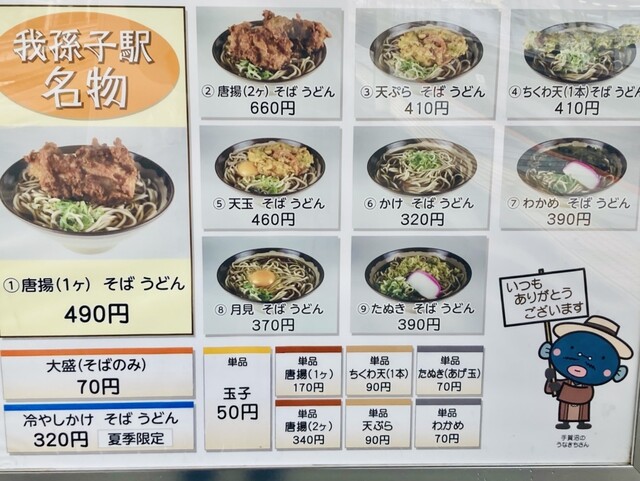 我孫子駅
名物
①唐揚(1ヶ) そば うどん
490円
②唐揚(2ヶ) そば うどん
660円
③天ぷら そば うどん
410円
④ちくわ天(1本) そば うどん
410円
⑤天玉 そば うどん
460円
⑥かけ そば うどん
320円
⑦わかめ そば うどん
390円
⑧月見 そば うどん
370円
⑨たぬき そば うどん
390円
いつも
ありがとう
ございます
手賀沼の
うなきちさん
大盛(そばのみ)
70円
冷やしかけ そば うどん
320円 夏季限定
単品
玉子
50円
単品
唐揚(1ヶ)
170円
単品
ちくわ天(1本)
90円
単品
たぬき(あげ玉)
70円
単品
唐揚(2ヶ)
340円
単品
天ぷら
90円
単品
わかめ
70円